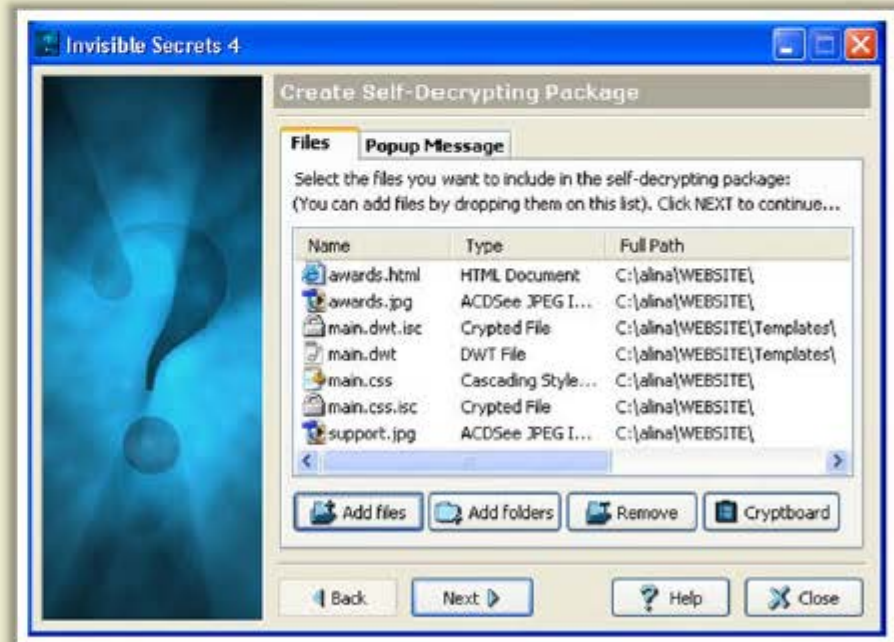 Invisible Secrets 4
Create Self-Decrypting Package
Files Popup Message
Select the files you want to include in the self-decrypting package:
(You can add files by dropping them on this list). Click NEXT to continue...
Name Type Full Path
awards.html HTML Document C:\alina\WEBSITE\
awards.jpg ACDSee JPEG I... C:\alina\WEBSITE\
main.dwt.isc Crypted File C:\alina\WEBSITE\Templates\
main.dwt DWT File C:\alina\WEBSITE\Templates\
main.css Cascading Style... C:\alina\WEBSITE\
main.css.isc Crypted File C:\alina\WEBSITE\
support.jpg ACDSee JPEG I... C:\alina\WEBSITE\
Add files Add folders Remove Cryptboard
Back Next Help Close